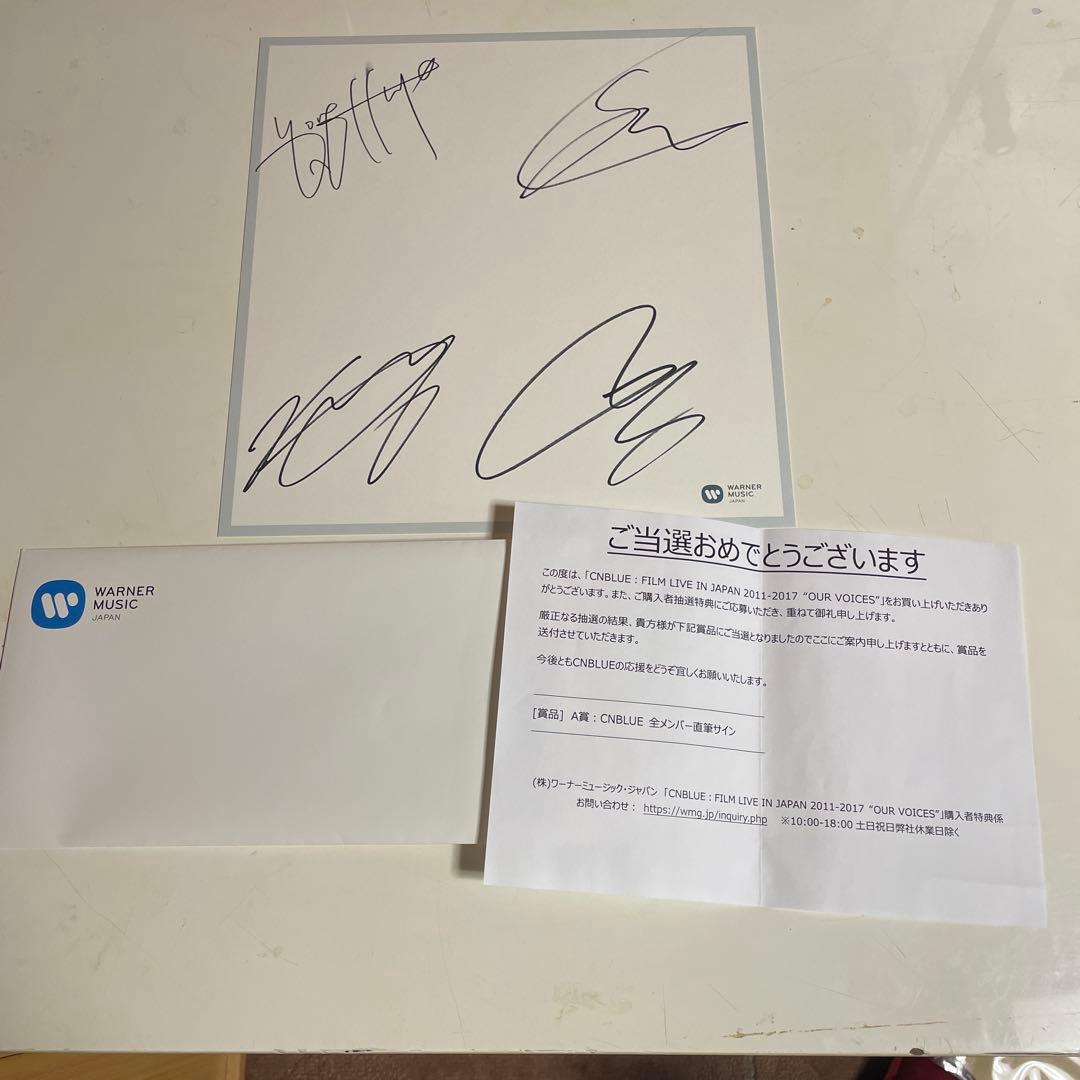 WARNER
MUSIC
JAPAN
WARNER
MUSIC
JAPAN
ご当選おめでとうございます
この度は、「CNBLUE：FILM LIVE IN JAPAN 2011-2017 “OUR VOICES”」をお買い上げいただきあり
がとうございます。また、ご購入者抽選特典にご応募いただき、重ねて御礼申し上げます。
厳正なる抽選の結果、貴方様が下記賞品にご当選となりましたのでここにご案内申し上げますとともに、賞品を
送付させていただきます。
今後ともCNBLUEの応援をどうぞ宜しくお願いいたします。
[賞品] A賞：CNBLUE 全メンバー直筆サイン
(株)ワーナーミュージック・ジャパン 「CNBLUE：FILM LIVE IN JAPAN 2011-2017 “OUR VOICES”」購入者特典係
お問い合わせ： https://wmg.jp/inquiry.php ※10:00-18:00 土日祝日弊社休業日除く